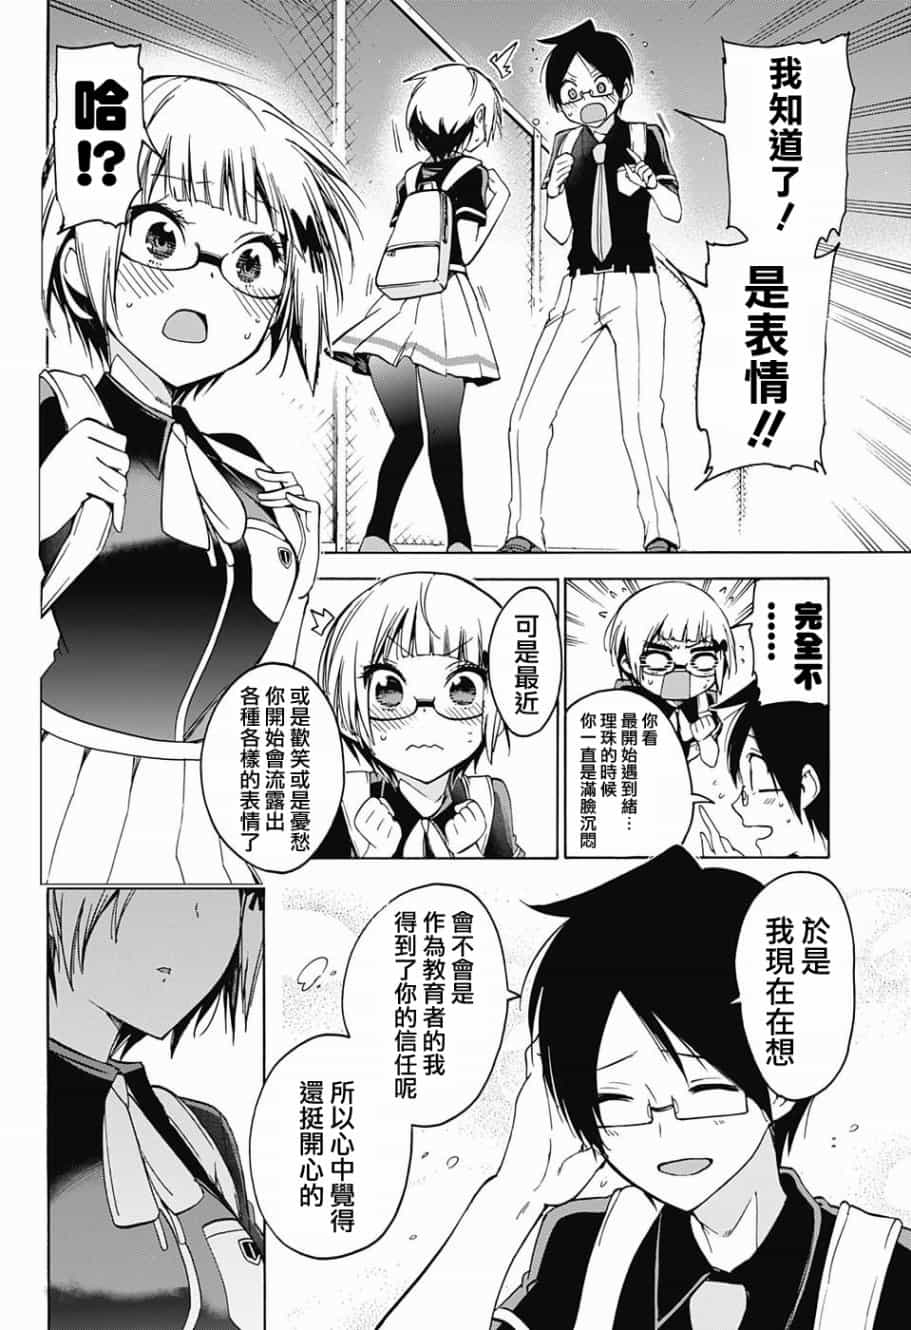 我知道了！
是表情!!
哈!?
完全不
……
你看
最開始遇到緒…
理珠的時候
你一直是滿臉沉悶
可是最近
或是歡笑或是憂愁
你開始會流露出
各種各樣的表情了
於是
我現在在想
會不會是
作為教育者的我
得到了你的信任呢
所以心中覺得
還挺開心的